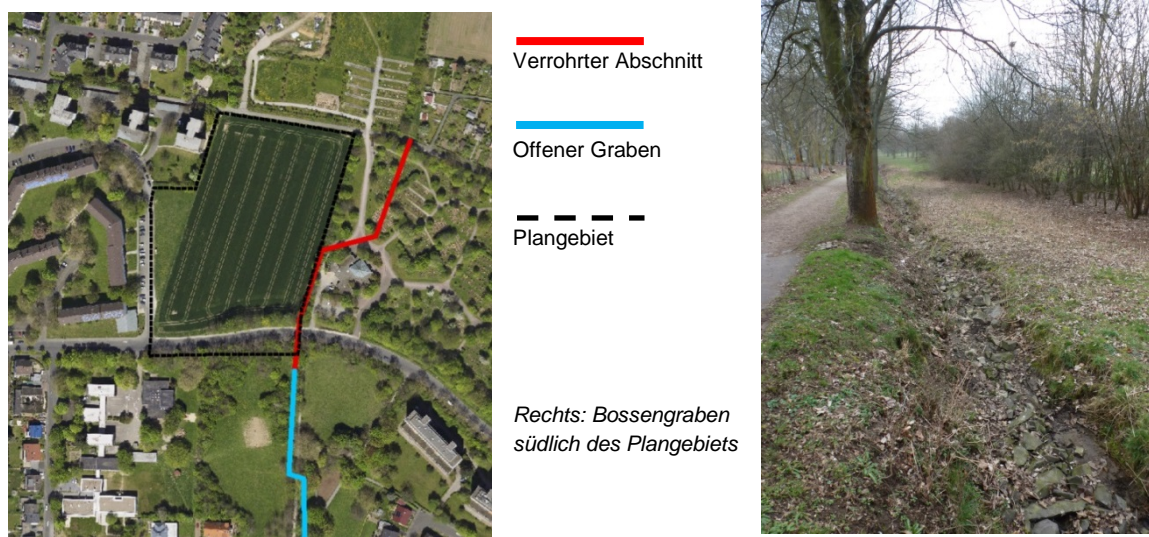 Verrohrter Abschnitt
Offener Graben
Plangebiet
Rechts: Bossengraben
südlich des Plangebiets